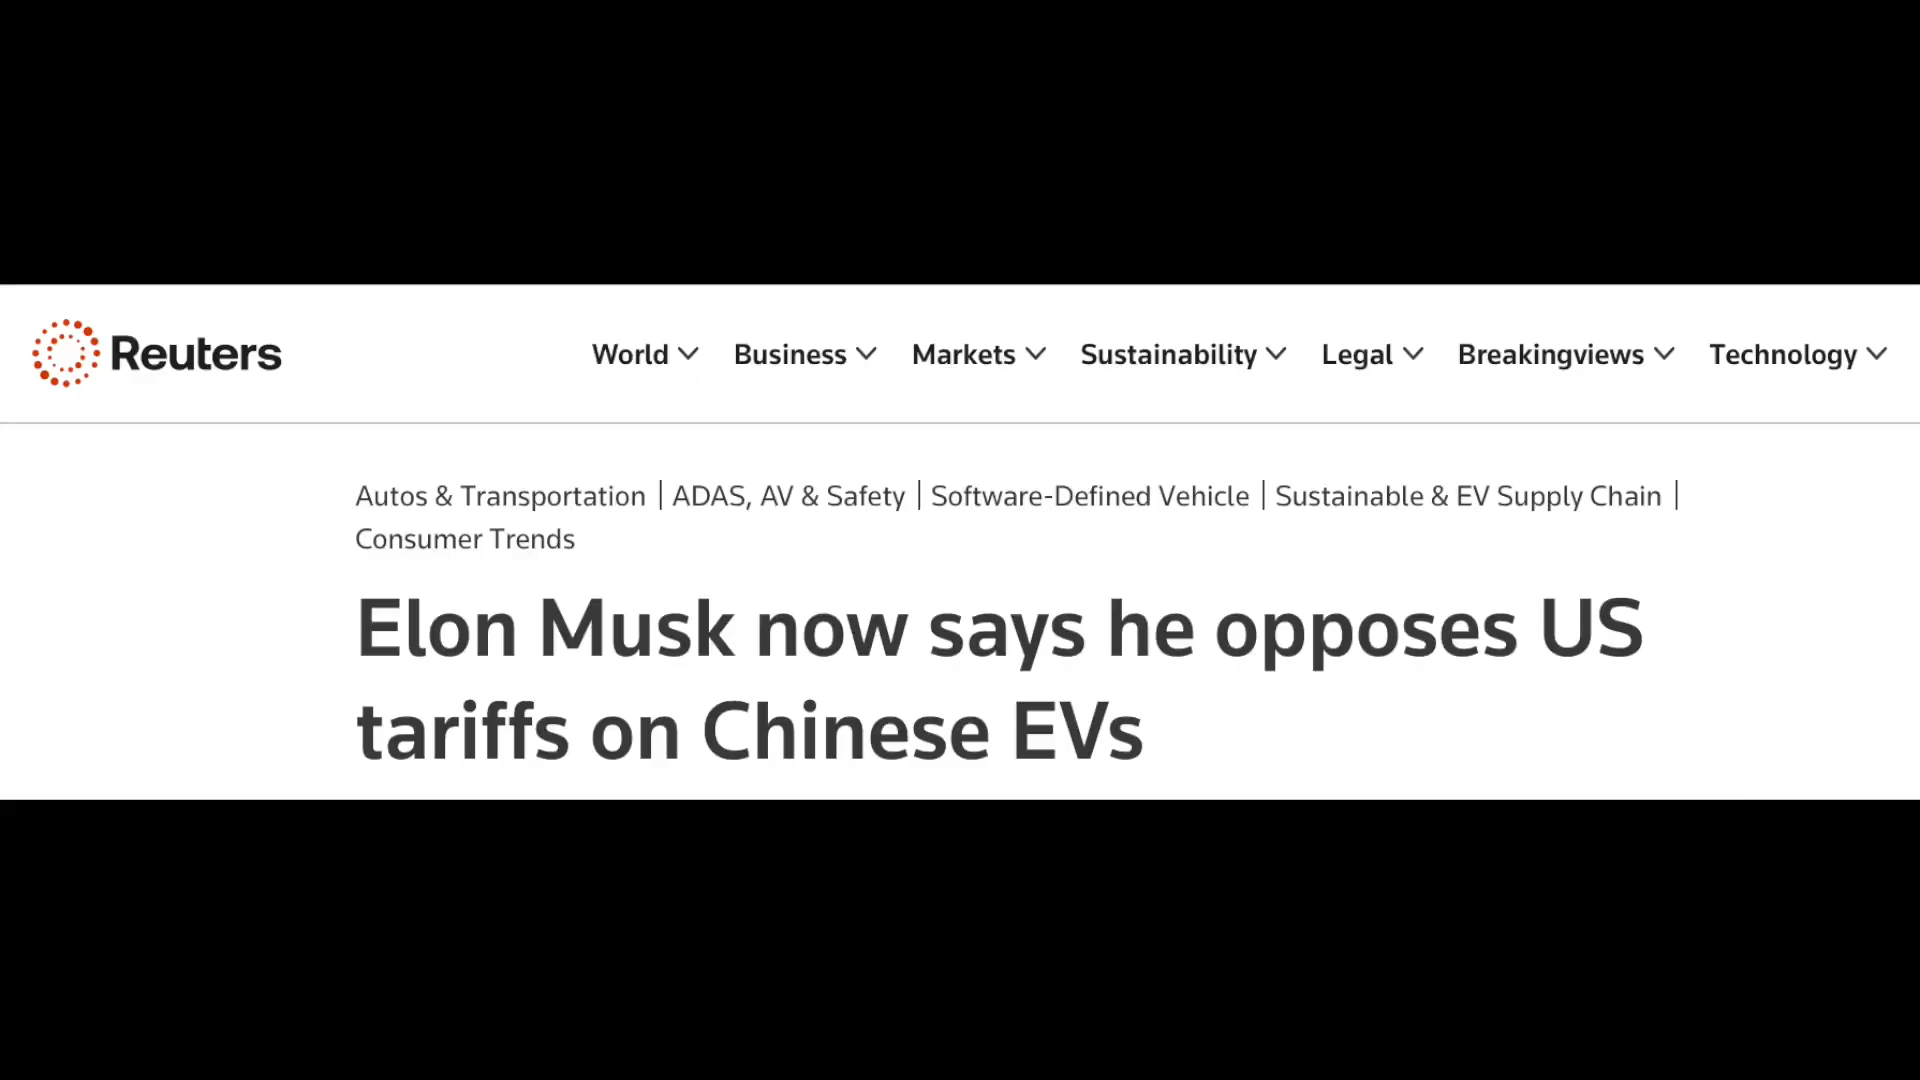 Reuters
World Business Markets Sustainability Legal Breakingviews Technology
Autos & Transportation | ADAS, AV & Safety | Software-Defined Vehicle | Sustainable & EV Supply Chain |
Consumer Trends
Elon Musk now says he opposes US
tariffs on Chinese EVs